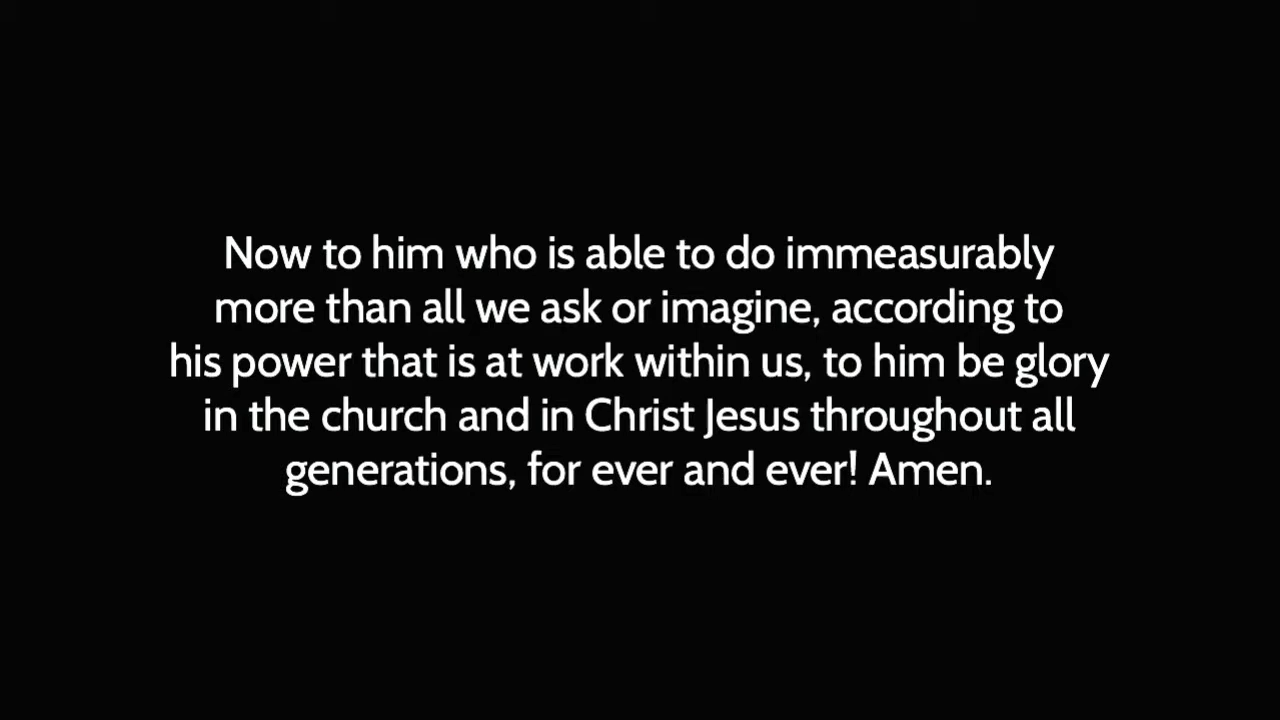 Now to him who is able to do immeasurably
more than all we ask or imagine, according to
his power that is at work within us, to him be glory
in the church and in Christ Jesus throughout all
generations, for ever and ever! Amen.